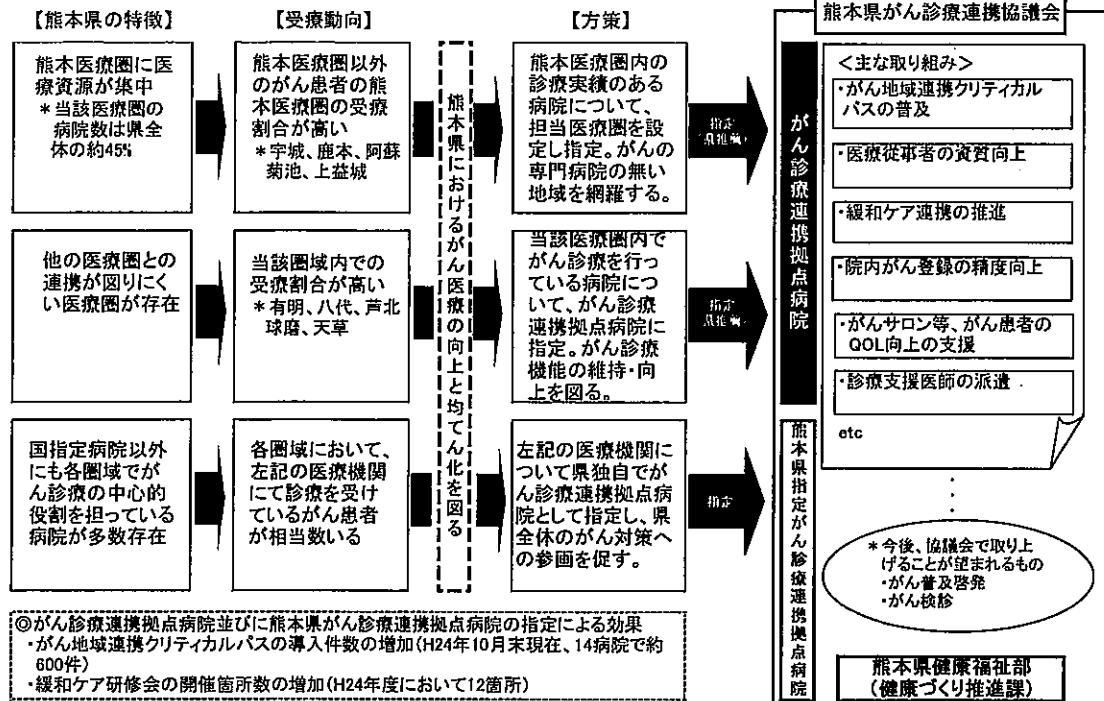 【熊本県の特徴】
【受療動向】
【方策】
熊本県がん診療連携協議会
熊本医療圏に医
療資源が集中
＊当該医療圏の
病院数は県全
体の約45%
熊本医療圏以外
のがん患者の熊
本医療圏の受療
割合が高い
＊宇城、鹿本、阿蘇
菊池、上益城
熊本県におけるがん医療の向上と均てん化を図る
熊本医療圏内の
診療実績のある
病院について、
担当医療圏を設
定し指定。がんの
専門病院の無い
地域を網羅する。
指定
(県推薦)
他の医療圏との
連携が図りにく
い医療圏が存在
当該圏域内での
受療割合が高い
＊有明、八代、芦北
球磨、天草
当該医療圏内で
がん診療を行っ
ている病院につ
いて、がん診療
連携拠点病院に
指定。がん診療
機能の維持・向
上を図る。
指定
(県推薦)
国指定病院以外
にも各圏域でが
ん診療の中心的
役割を担っている
病院が多数存在
各圏域において、
左記の医療機関
にて診療を受け
ているがん患者
が相当数いる
左記の医療機関に
ついて県独自でが
ん診療連携拠点病
院として指定し、県
全体のがん対策へ
の参画を促す。
指定
がん診療連携拠点病院
熊本県指定がん診療連携拠点病院
＜主な取り組み＞
・がん地域連携クリティカル
パスの普及
・医療従事者の資質向上
・緩和ケア連携の推進
・院内がん登録の精度向上
・がんサロン等、がん患者の
QOL向上の支援
・診療支援医師の派遣
etc
＊今後、協議会で取り上
げることが望まれるもの
・がん普及啓発
・がん検診
熊本県健康福祉部
(健康づくり推進課)
◎がん診療連携拠点病院並びに熊本県がん診療連携拠点病院の指定による効果
・がん地域連携クリティカルパスの導入件数の増加(H24年10月末現在、14病院で約
600件)
・緩和ケア研修会の開催箇所数の増加(H24年度において12箇所)